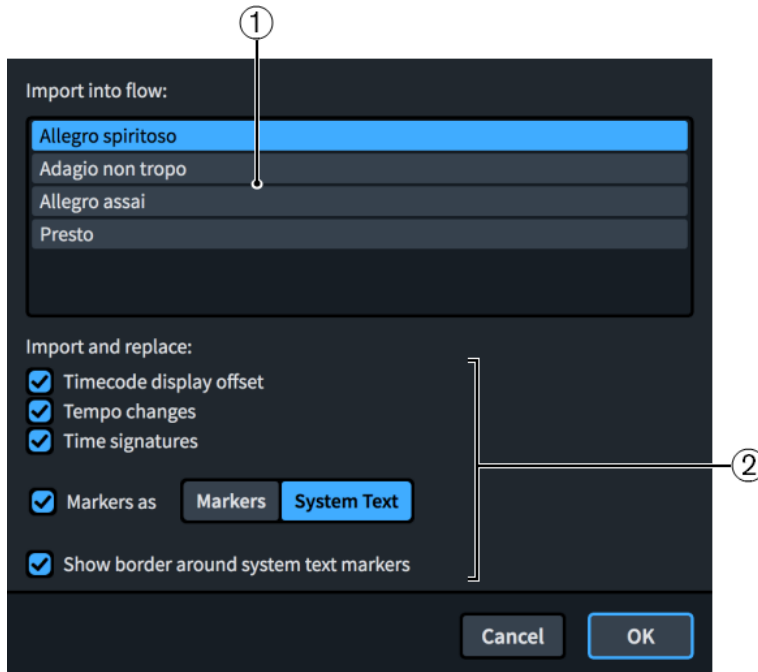 ①
Import into flow:
Allegro spiritoso
Adagio non tropo
Allegro assai
Presto
Import and replace:
Timecode display offset
Tempo changes
Time signatures
②
Markers as Markers System Text
Show border around system text markers
Cancel OK